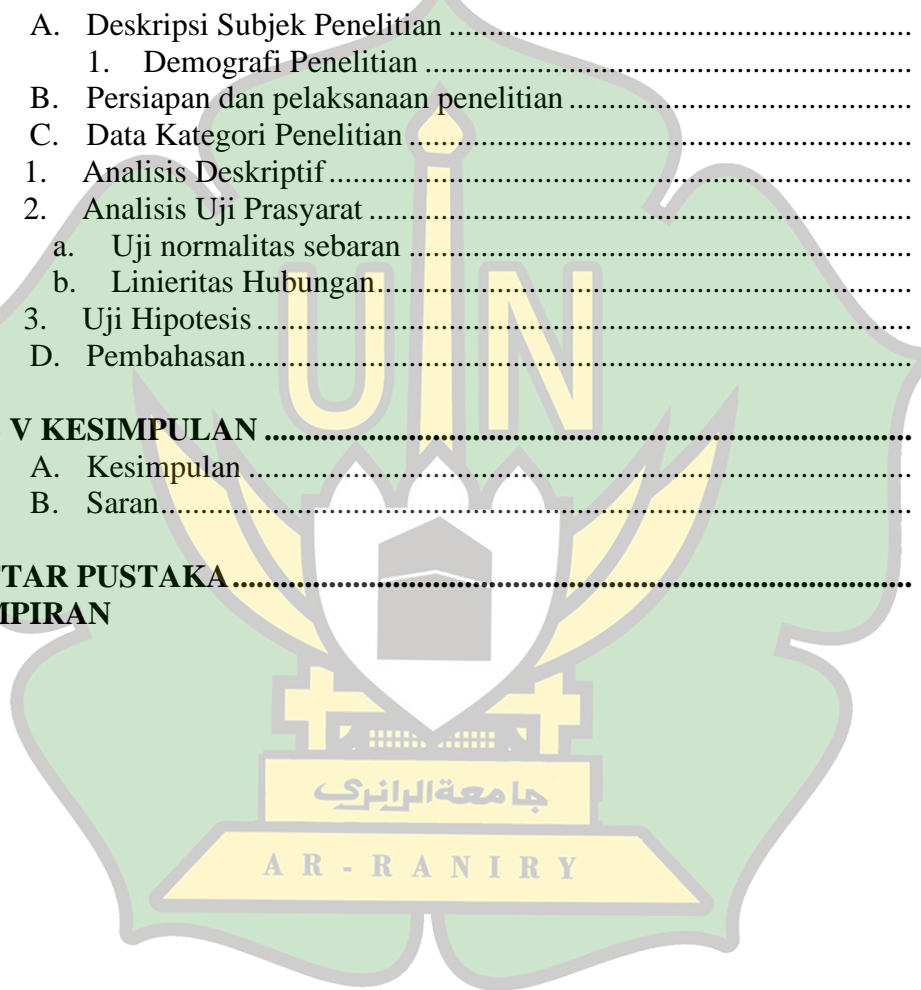 A. Deskripsi Subjek Penelitian ........................................................................
1. Demografi Penelitian ........................................................................
B. Persiapan dan pelaksanaan penelitian ........................................................................
C. Data Kategori Penelitian ........................................................................
1. Analisis Deskriptif ........................................................................
2. Analisis Uji Prasyarat ........................................................................
a. Uji normalitas sebaran ........................................................................
b. Linieritas Hubungan ........................................................................
3. Uji Hipotesis ........................................................................
D. Pembahasan ........................................................................
V KESIMPULAN ........................................................................
A. Kesimpulan ........................................................................
B. Saran ........................................................................
TAR PUSTAKA ........................................................................
MPIRAN
UIN
جامعة الرانري
AR-RANIRY